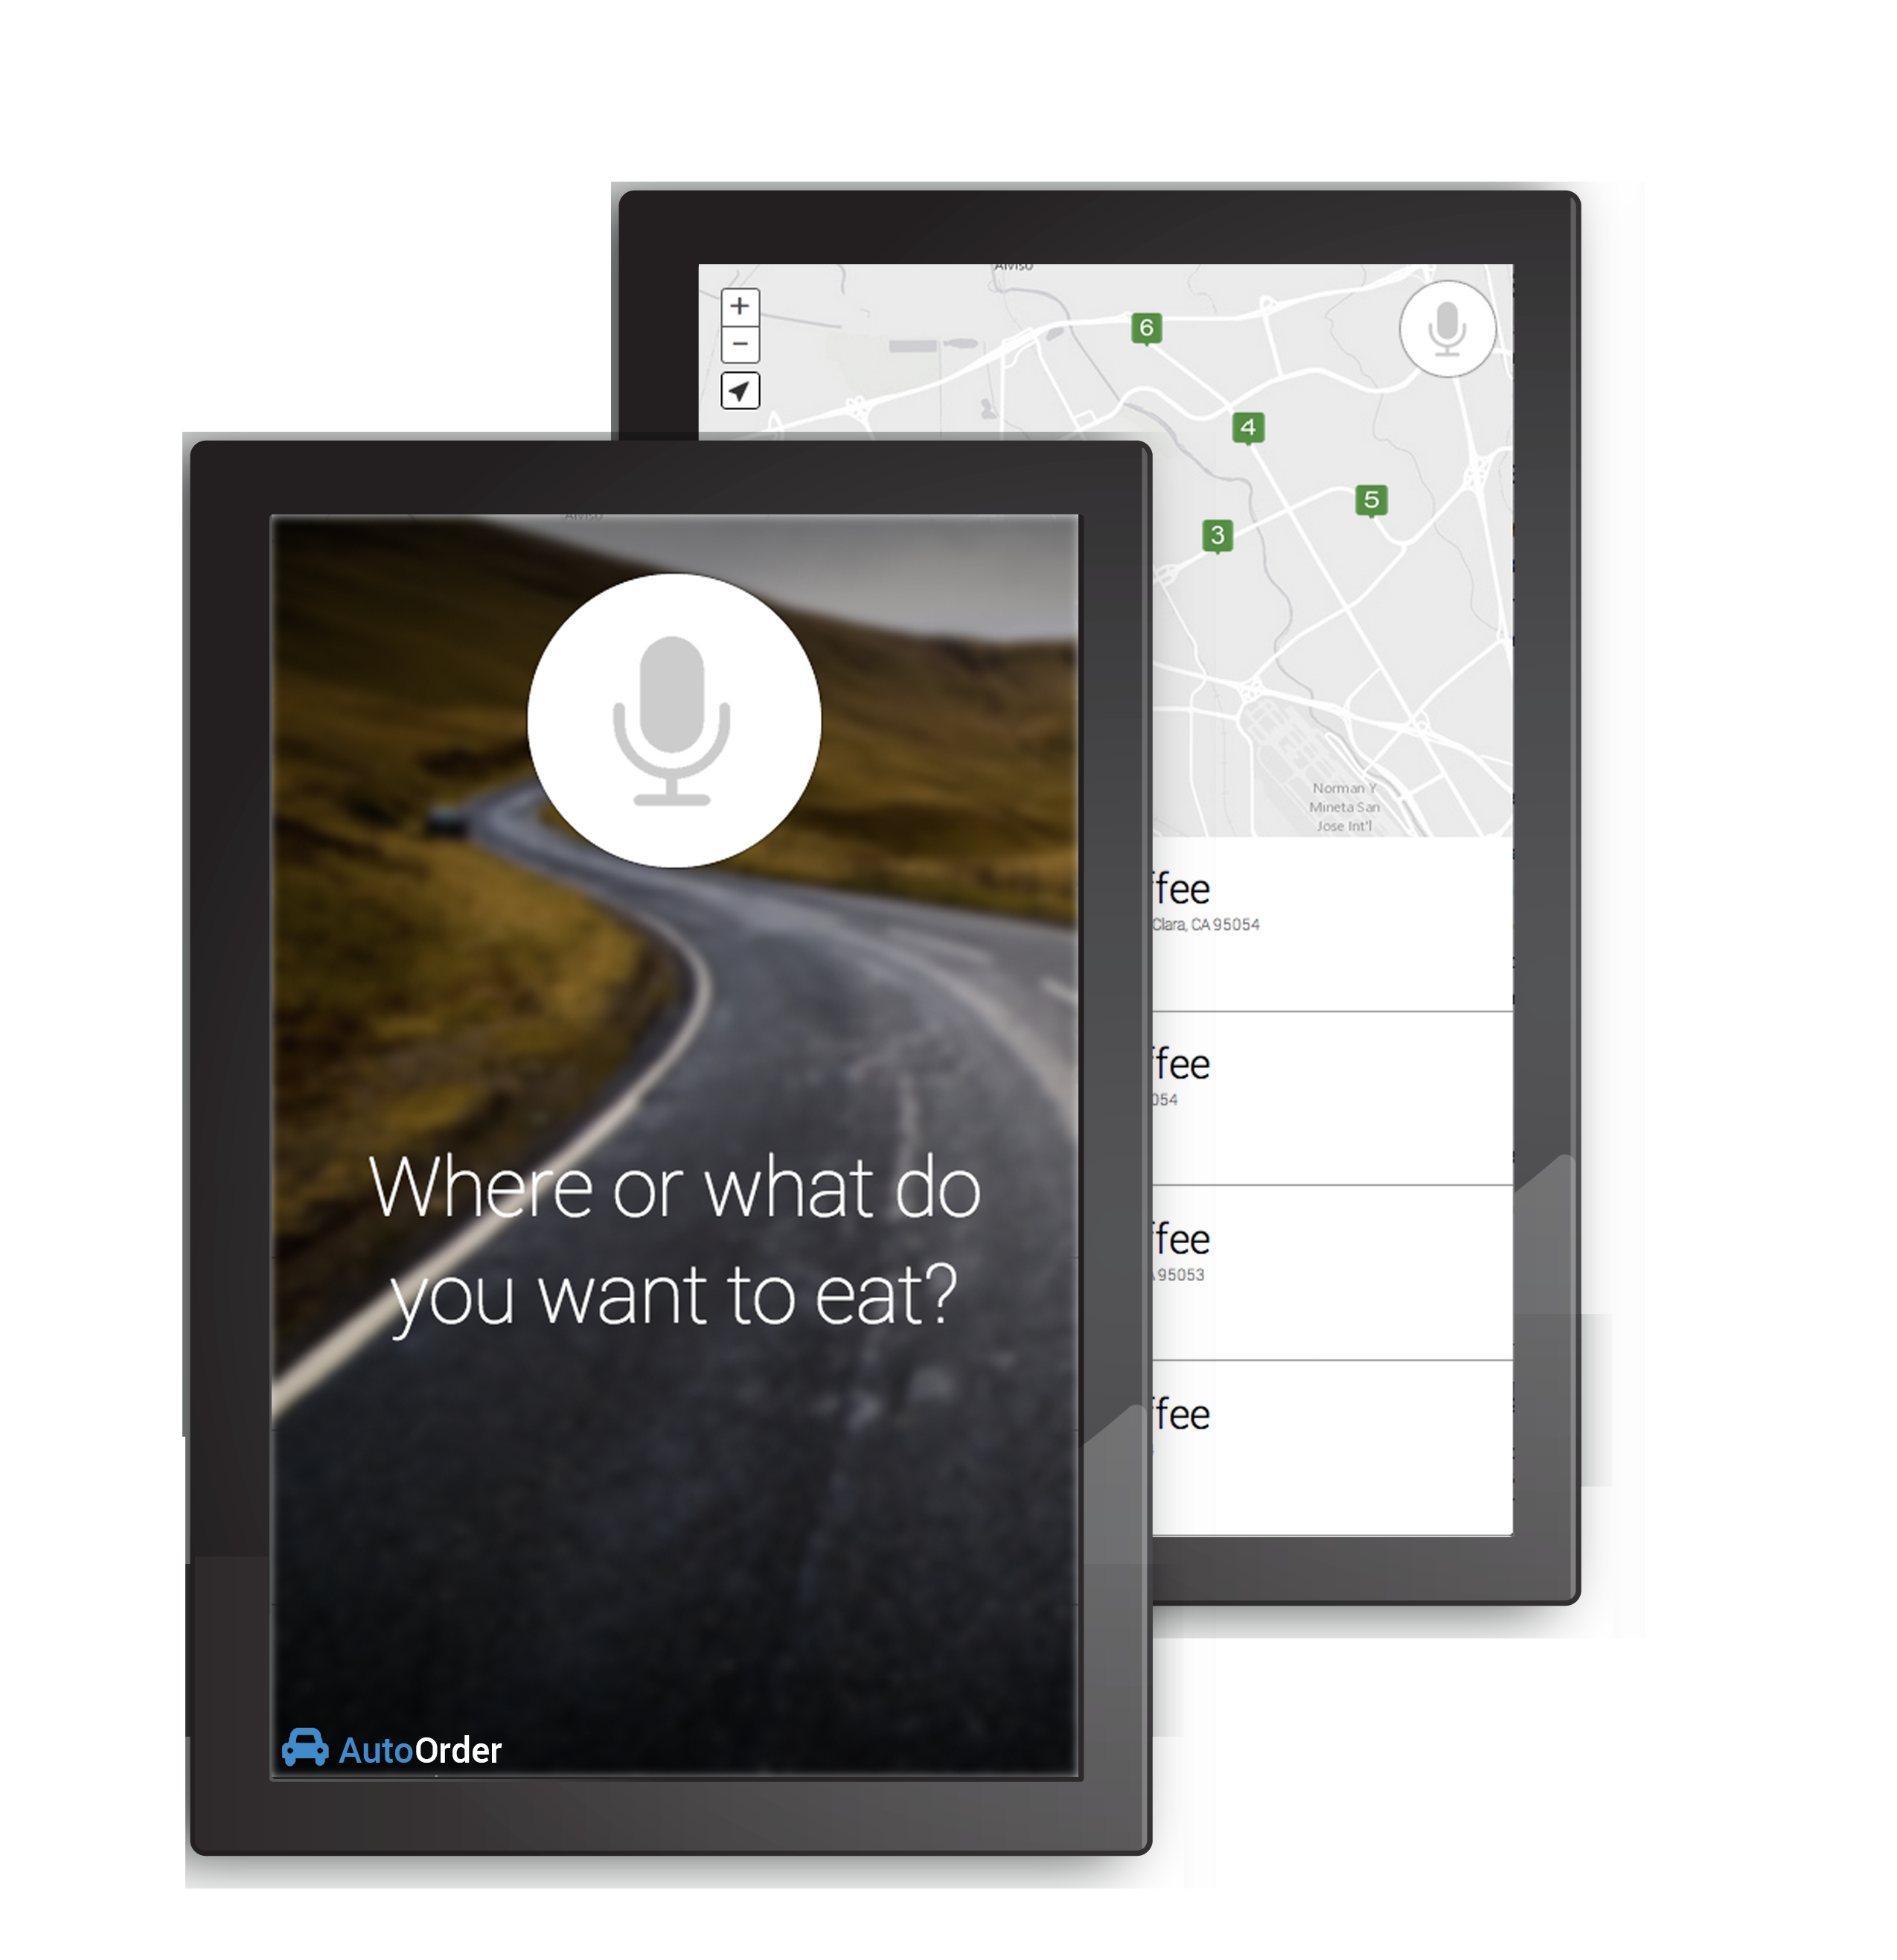 Alviso
+
−
6
4
5
3
Norman Y
Mineta San
Jose Int'l
ffee
Clara, CA 95054
ffee
054
ffee
95053
ffee
Where or what do
you want to eat?
AutoOrder